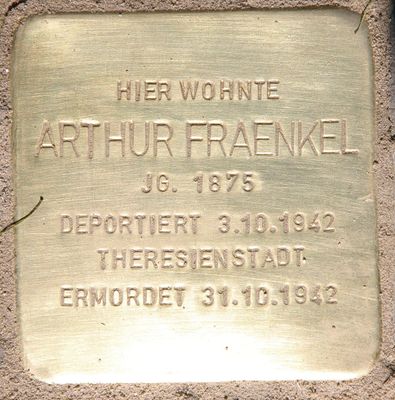 HIER WOHNTE
ARTHUR FRAENKEL
JG. 1875
DEPORTIERT 3.10.1942
THERESIENSTADT
ERMORDET 31.10.1942